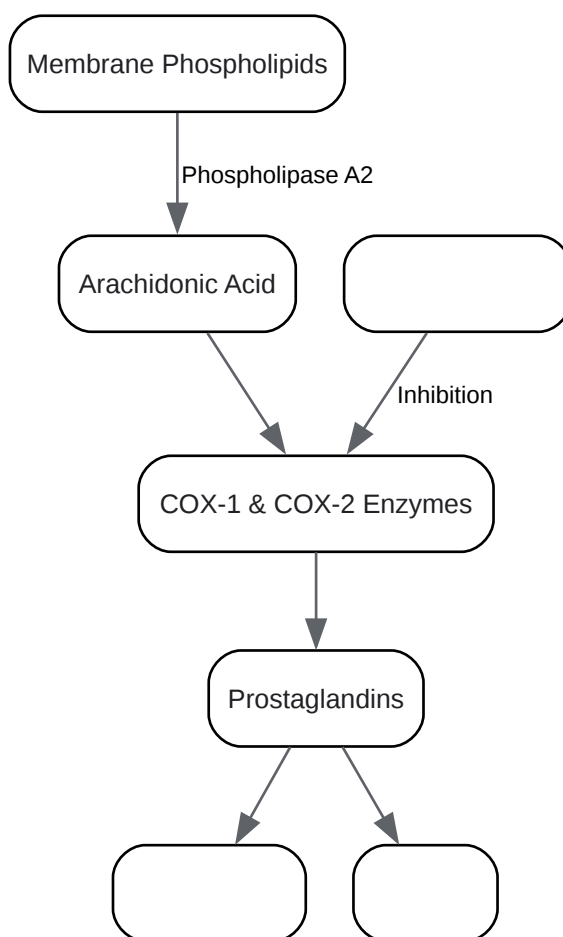 Membrane Phospholipids
Phospholipase A2
Arachidonic Acid
Inhibition
COX-1 & COX-2 Enzymes
Prostaglandins